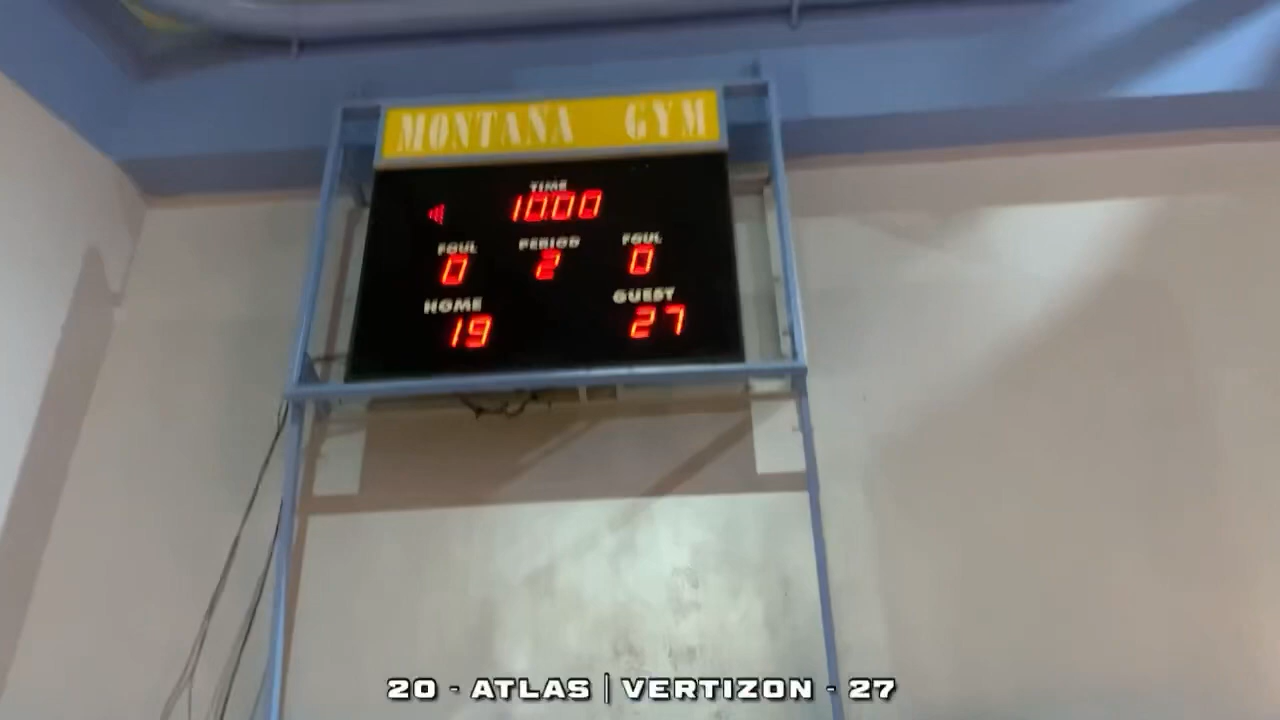 MONTAÑA GYM
TIME
10:00
FOUL PERIOD FOUL
0 2 0
HOME GUEST
19 27
20 - ATLAS | VERTIZON - 27